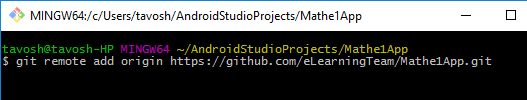 MINGW64:/c/Users/tavosh/AndroidStudioProjects/Mathe1App
tavosh@tavosh-HP MINGW64 ~/AndroidStudioProjects/Mathe1App
$ git remote add origin https://github.com/eLearningTeam/Mathe1App.git